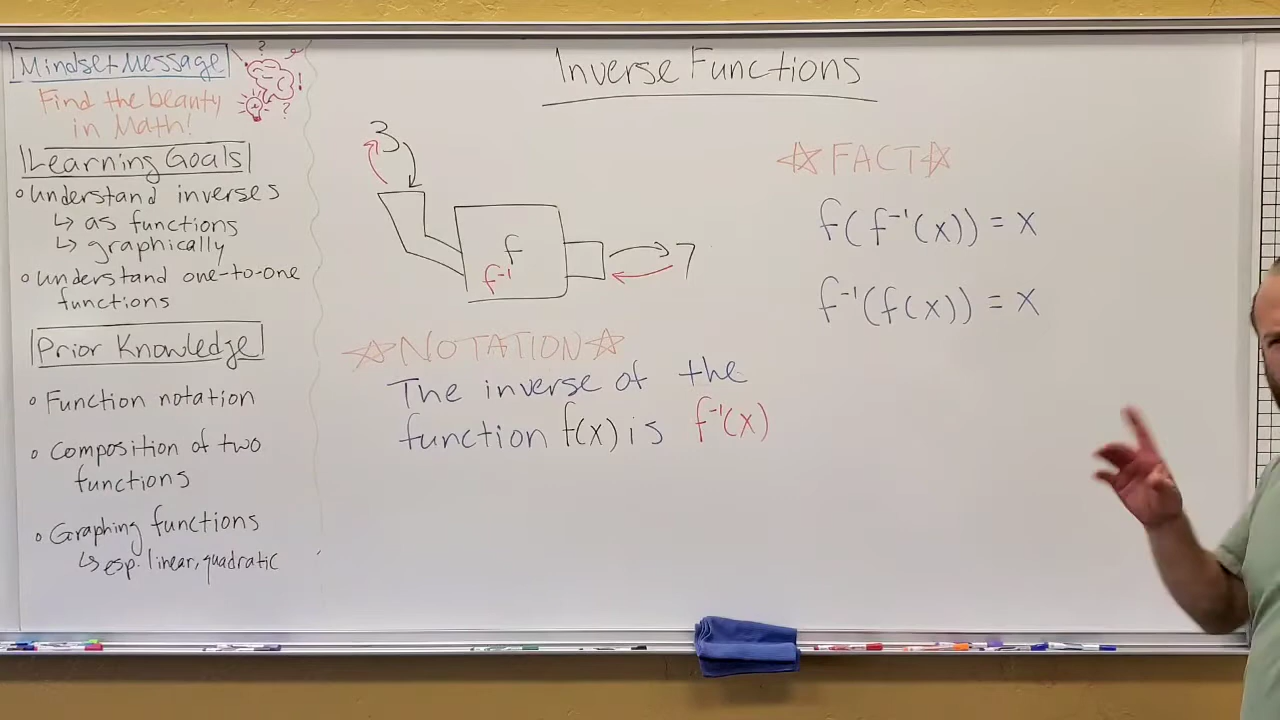 Mindset Message
Find the beauty
in Math!
Learning Goals
◦ Understand inverses
↳ as functions
↳ graphically
◦ Understand one-to-one
functions
Prior Knowledge
◦ Function notation
◦ Composition of two
functions
◦ Graphing functions
↳ esp. linear, quadratic
Inverse Functions
3
f
f⁻¹
7
☆NOTATION☆
The inverse of the
function f(x) is f⁻¹(x)
☆FACT☆
f(f⁻¹(x)) = x
f⁻¹(f(x)) = x